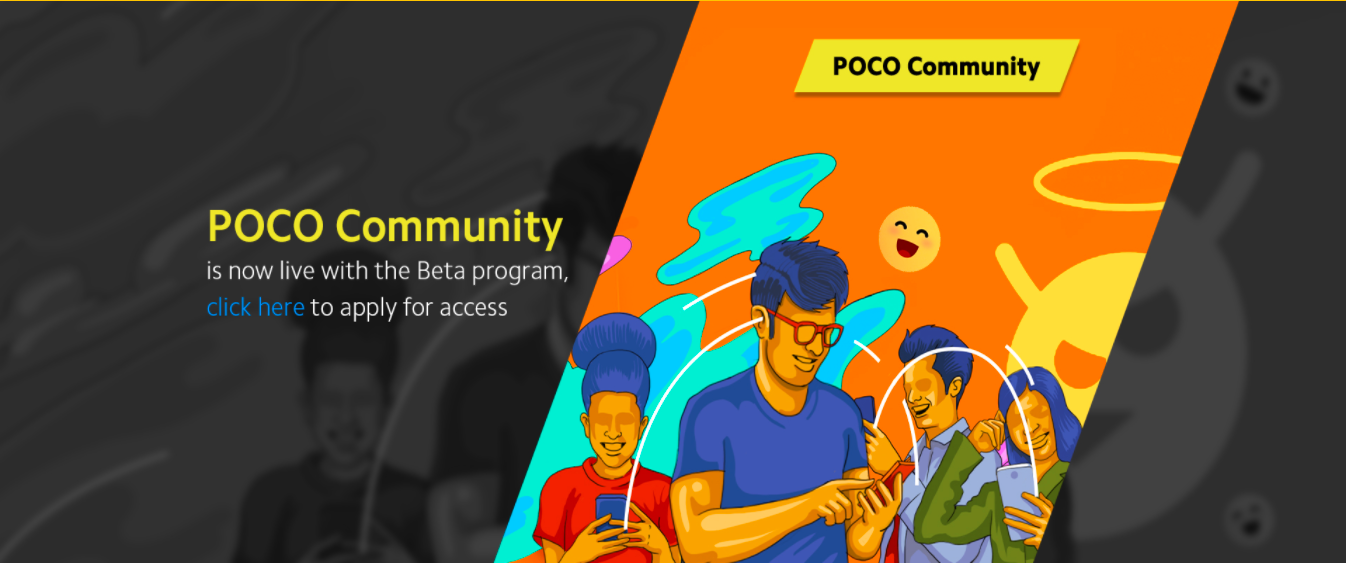 POCO Community
POCO Community
is now live with the Beta program,
click here to apply for access